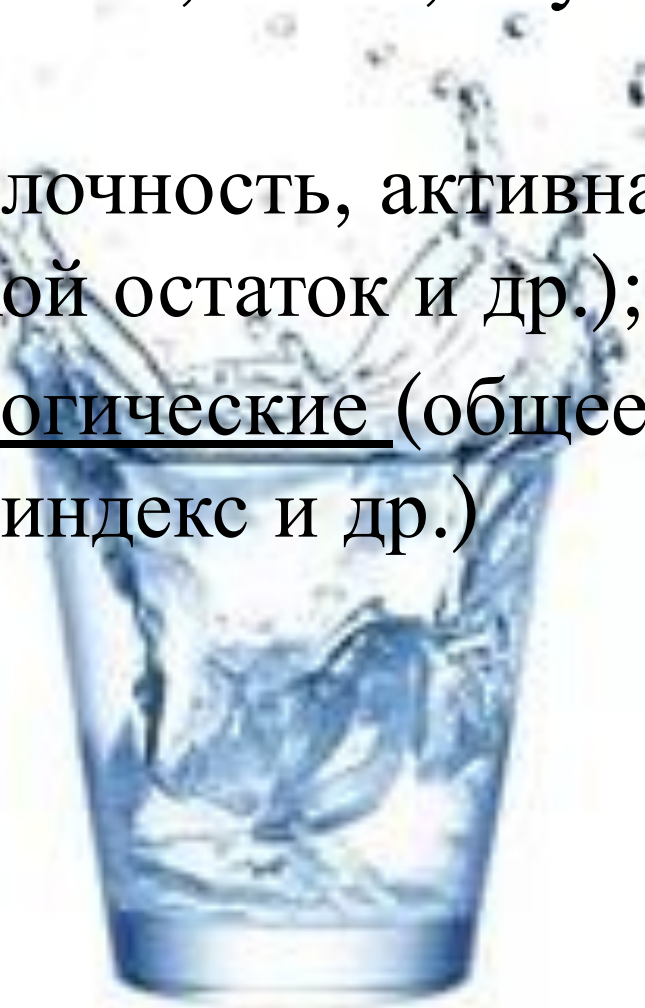 лочность, активна
ой остаток и др.);
огические (общее
индекс и др.)